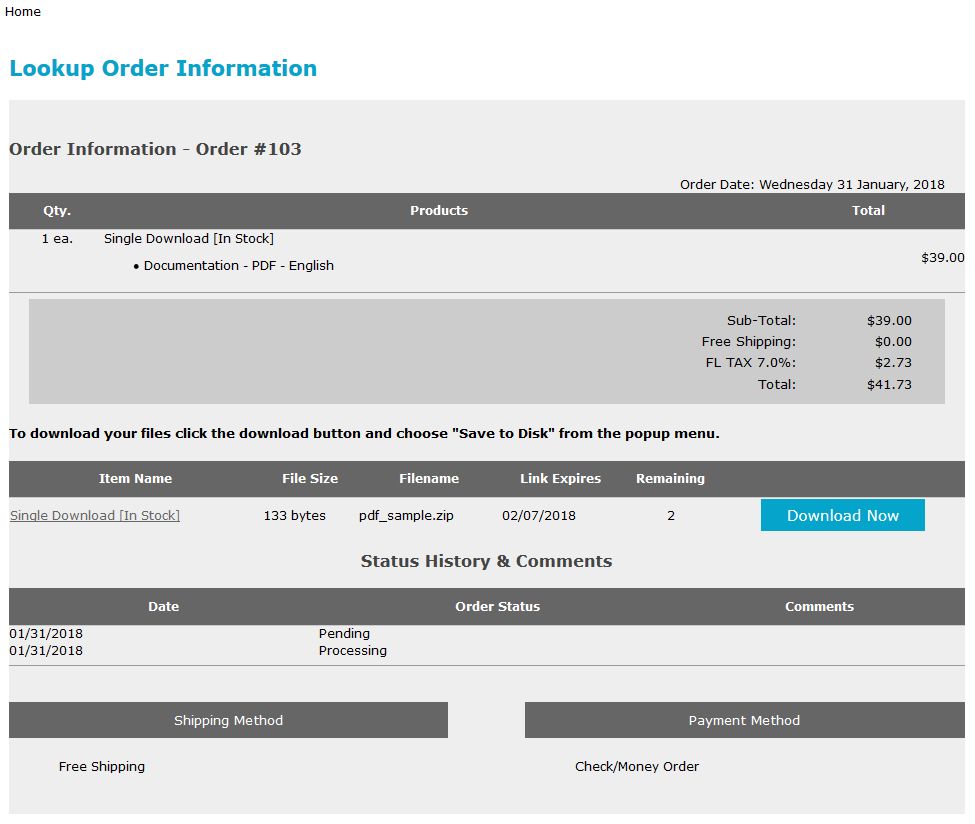 Home
Lookup Order Information
Order Information - Order #103
Order Date: Wednesday 31 January, 2018
Qty. Products Total
1 ea. Single Download [In Stock]
• Documentation - PDF - English
$39.00
Sub-Total: $39.00
Free Shipping: $0.00
FL TAX 7.0%: $2.73
Total: $41.73
To download your files click the download button and choose "Save to Disk" from the popup menu.
Item Name File Size Filename Link Expires Remaining
Single Download [In Stock] 133 bytes pdf_sample.zip 02/07/2018 2 Download Now
Status History & Comments
Date Order Status Comments
01/31/2018 Pending
01/31/2018 Processing
Shipping Method Payment Method
Free Shipping Check/Money Order